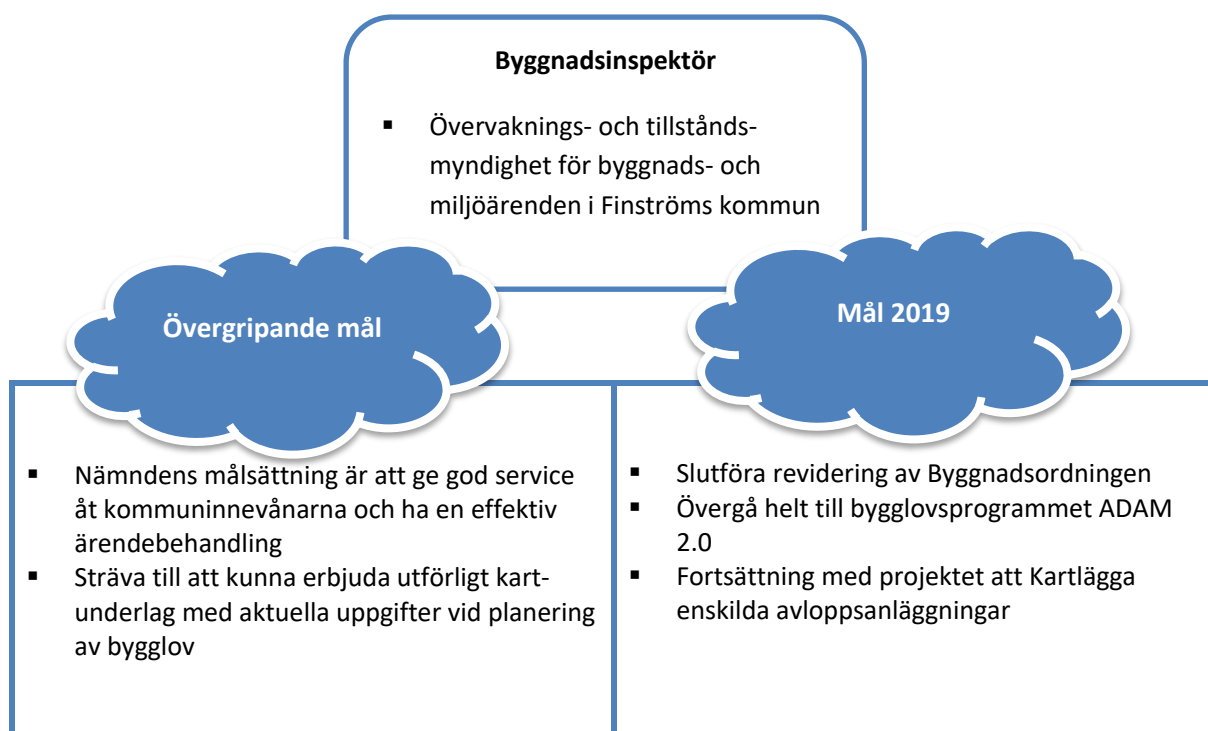 Byggnadsinspektör
▪ Övervaknings- och tillstånds-
myndighet för byggnads- och
miljöärenden i Finströms kommun
Övergripande mål
▪ Nämndens målsättning är att ge god service
åt kommuninnevånarna och ha en effektiv
ärendebehandling
▪ Sträva till att kunna erbjuda utförligt kart-
underlag med aktuella uppgifter vid planering
av bygglov
Mål 2019
▪ Slutföra revidering av Byggnadsordningen
▪ Övergå helt till bygglovsprogrammet ADAM
2.0
▪ Fortsättning med projektet att Kartlägga
enskilda avloppsanläggningar